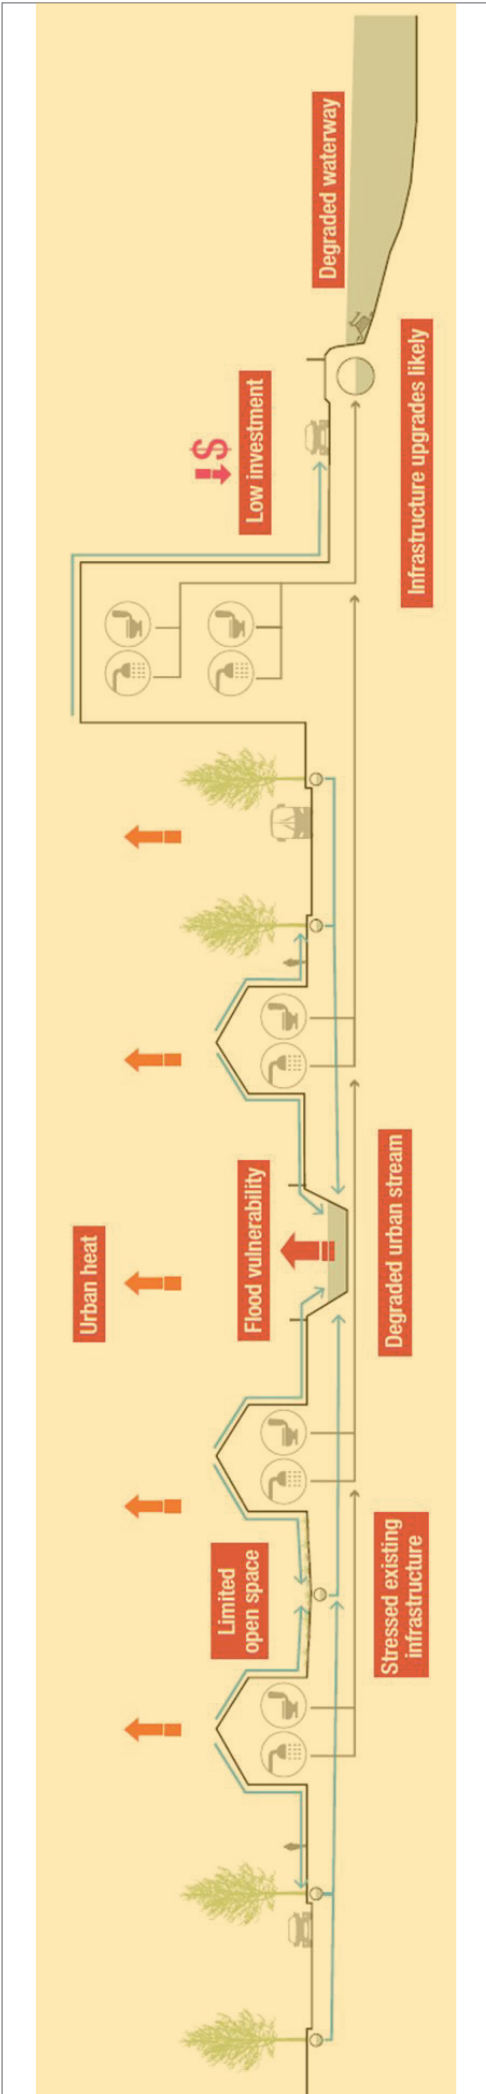 Limited
open space
Stressed existing
infrastructure
Urban heat
Flood vulnerability
Degraded urban stream
$
Low investment
Degraded waterway
Infrastructure upgrades likely